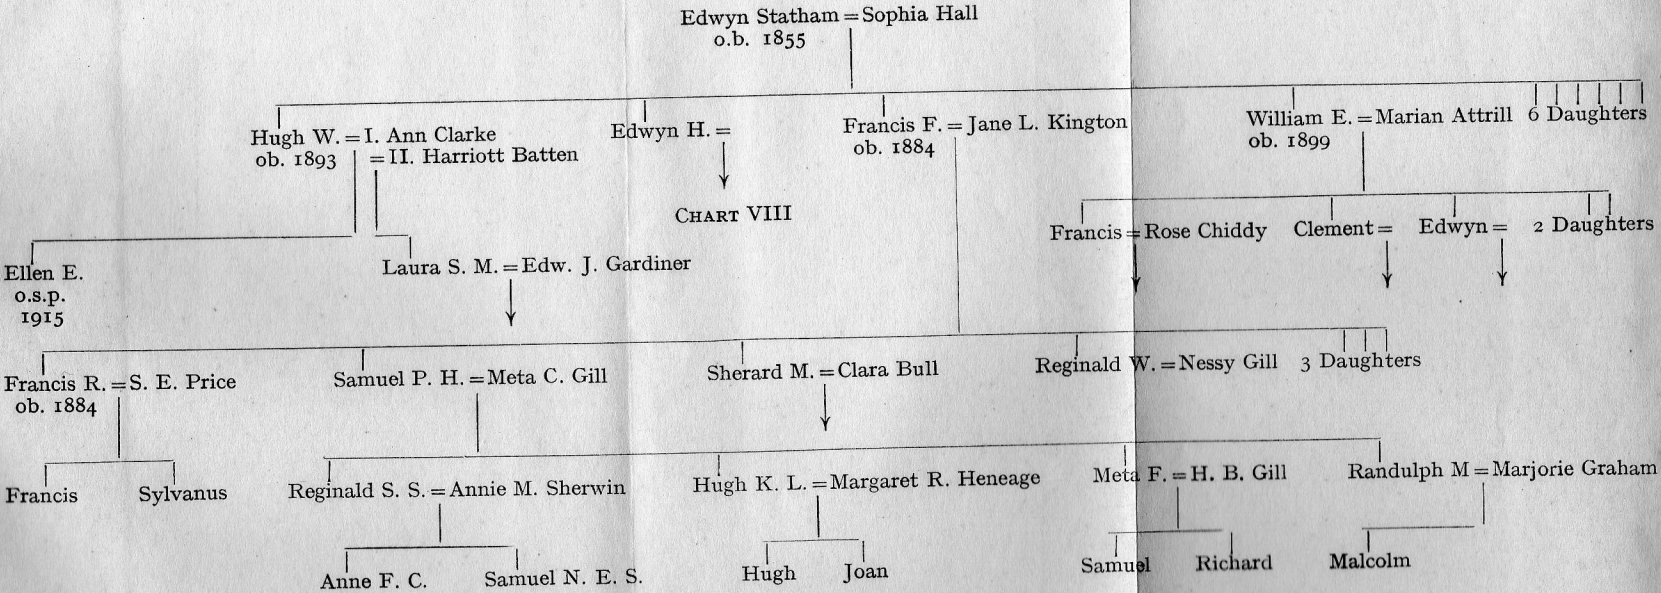 Edwyn Statham = Sophia Hall
o.b. 1855
Hugh W. = I. Ann Clarke
ob. 1893 = II. Harriott Batten
Edwyn H. =
CHART VIII
Francis F. = Jane L. Kington
ob. 1884
William E. = Marian Attrill
ob. 1899
6 Daughters
Francis = Rose Chiddy
Clement =
Edwyn =
2 Daughters
Ellen E.
o.s.p.
1915
Laura S. M. = Edw. J. Gardiner
Francis R. = S. E. Price
ob. 1884
Samuel P. H. = Meta C. Gill
Sherard M. = Clara Bull
Reginald W. = Nessy Gill
3 Daughters
Francis
Sylvanus
Reginald S. S. = Annie M. Sherwin
Hugh K. L. = Margaret R. Heneage
Meta F. = H. B. Gill
Randulph M = Marjorie Graham
Anne F. C.
Samuel N. E. S.
Hugh
Joan
Samuel
Richard
Malcolm